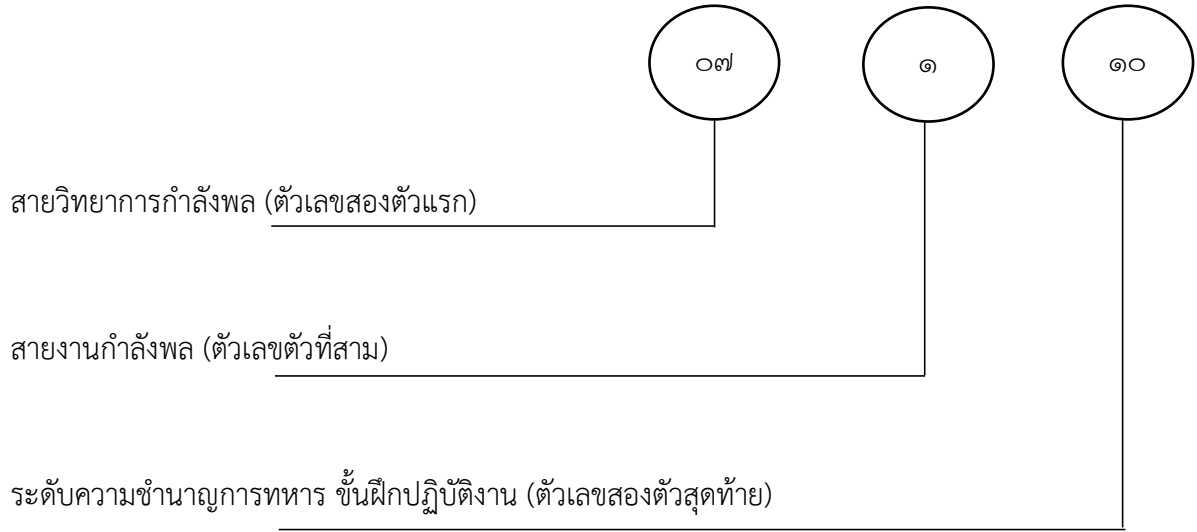 ๐๗ ๑ ๑๐
สายวิทยาการกำลังพล (ตัวเลขสองตัวแรก)
สายงานกำลังพล (ตัวเลขตัวที่สาม)
ระดับความชำนาญการทหาร ขั้นฝึกปฏิบัติงาน (ตัวเลขสองตัวสุดท้าย)